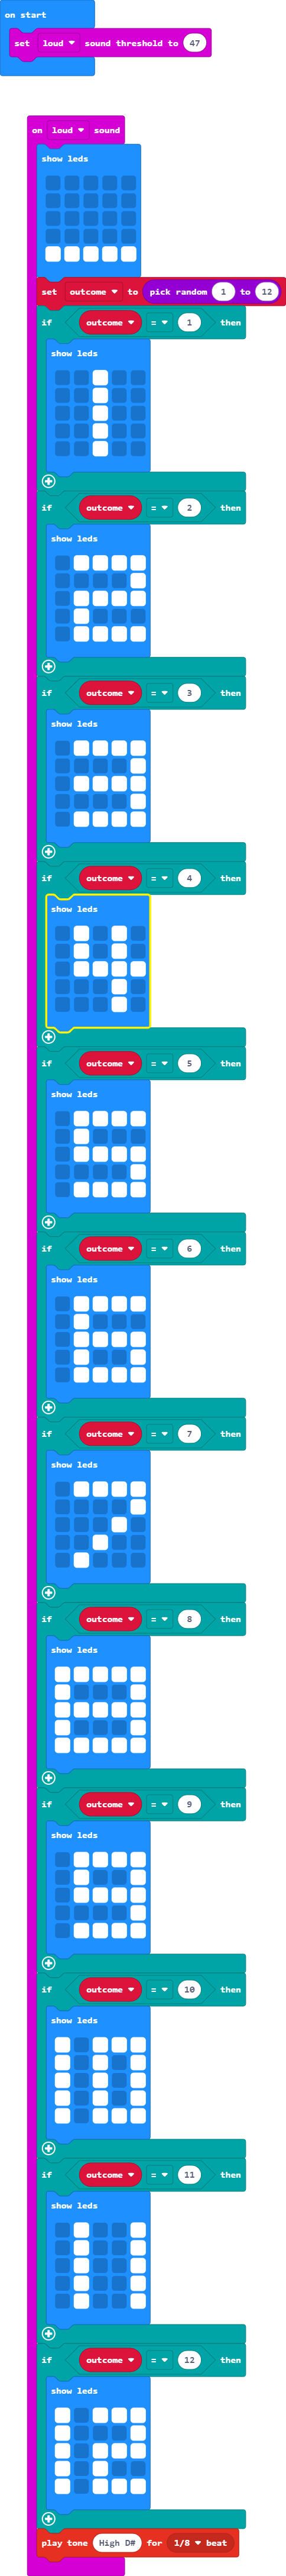 on start
set loud sound threshold to 47
on loud sound
show leds
set outcome to pick random 1 to 12
if outcome = 1 then
show leds
if outcome = 2 then
show leds
if outcome = 3 then
show leds
if outcome = 4 then
show leds
if outcome = 5 then
show leds
if outcome = 6 then
show leds
if outcome = 7 then
show leds
if outcome = 8 then
show leds
if outcome = 9 then
show leds
if outcome = 10 then
show leds
if outcome = 11 then
show leds
if outcome = 12 then
show leds
play tone High D# for 1/8 beat